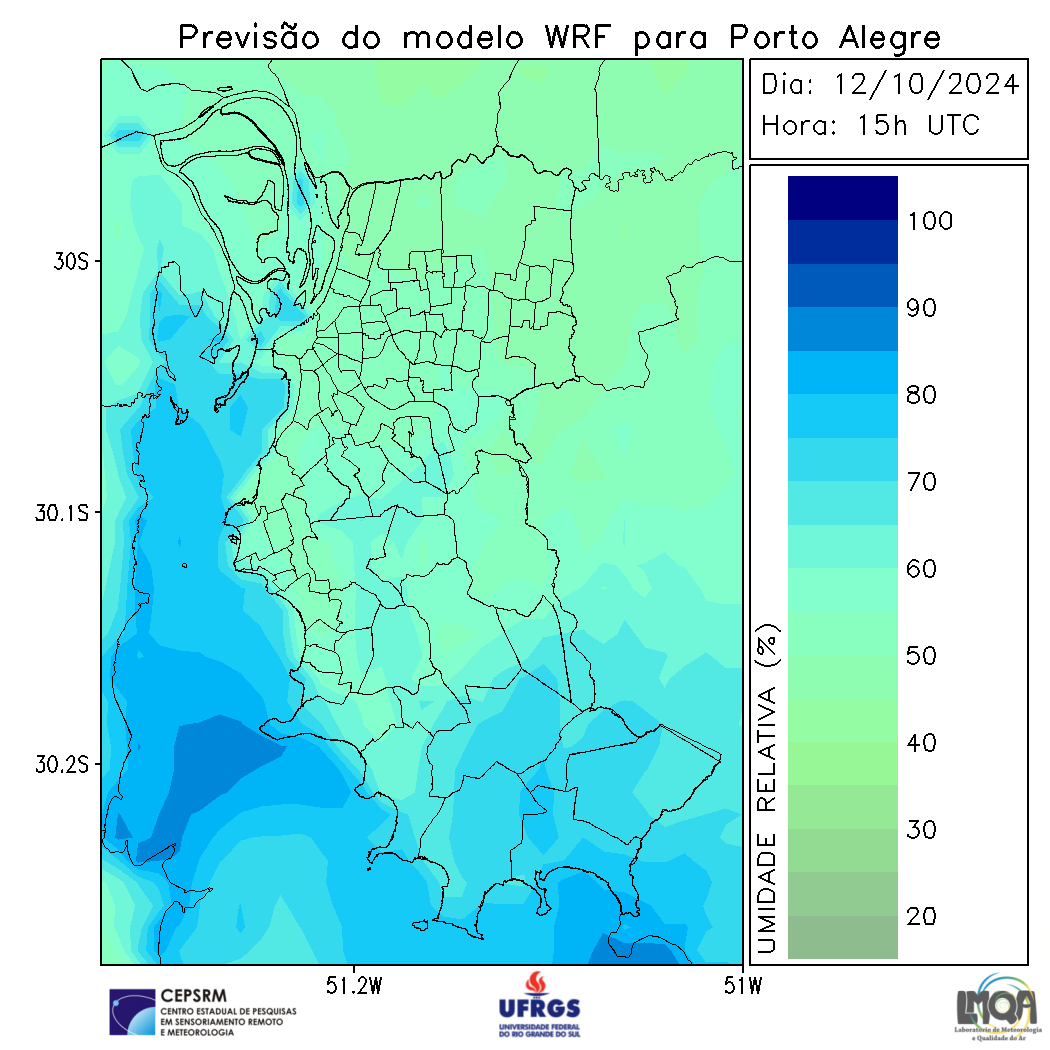 Previsão do modelo WRF para Porto Alegre
Dia: 12/10/2024
Hora: 15h UTC
30S
30.1S
30.2S
51.2W
51W
100
90
80
70
60
50
40
30
20
UMIDADE RELATIVA (%)
CEPSRM
CENTRO ESTADUAL DE PESQUISAS
EM SENSORIAMENTO REMOTO
E METEOROLOGIA
UFRGS
UNIVERSIDADE FEDERAL
DO RIO GRANDE DO SUL
LMQA
Laboratório de Meteorologia
e Qualidade do Ar